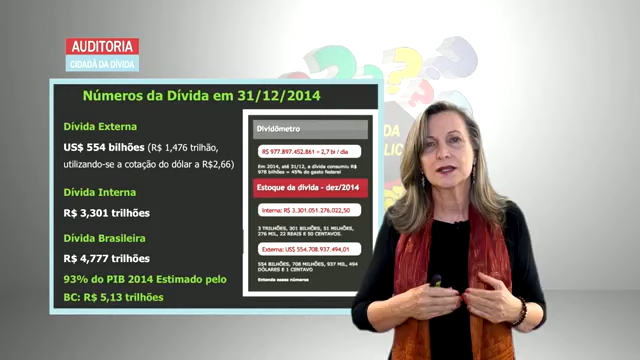 AUDITORIA
CIDADÃ DA DÍVIDA
Números da Dívida em 31/12/2014
Dívida Externa
US$ 554 bilhões (R$ 1,476 trilhão,
utilizando-se a cotação do dólar a R$2,66)
Dívida Interna
R$ 3,301 trilhões
Dívida Brasileira
R$ 4,777 trilhões
93% do PIB 2014 Estimado pelo
BC: R$ 5,13 trilhões
Dividômetro
R$ 977.897.452.861 = 2,7 bi / dia
Em 2014, até 31/12, a dívida consumiu R$
978 bilhões = 45% do gasto federal
Estoque da dívida - dez/2014
Interna: R$ 3.301.051.276.022,50
3 TRILHÕES, 301 BILHÕES, 51 MILHÕES,
276 MIL, 22 REAIS E 50 CENTAVOS.
Externa: US$ 554.708.937.494,01
554 BILHÕES, 708 MILHÕES, 937 MIL, 494
DÓLARES E 1 CENTAVO
Entenda esses números